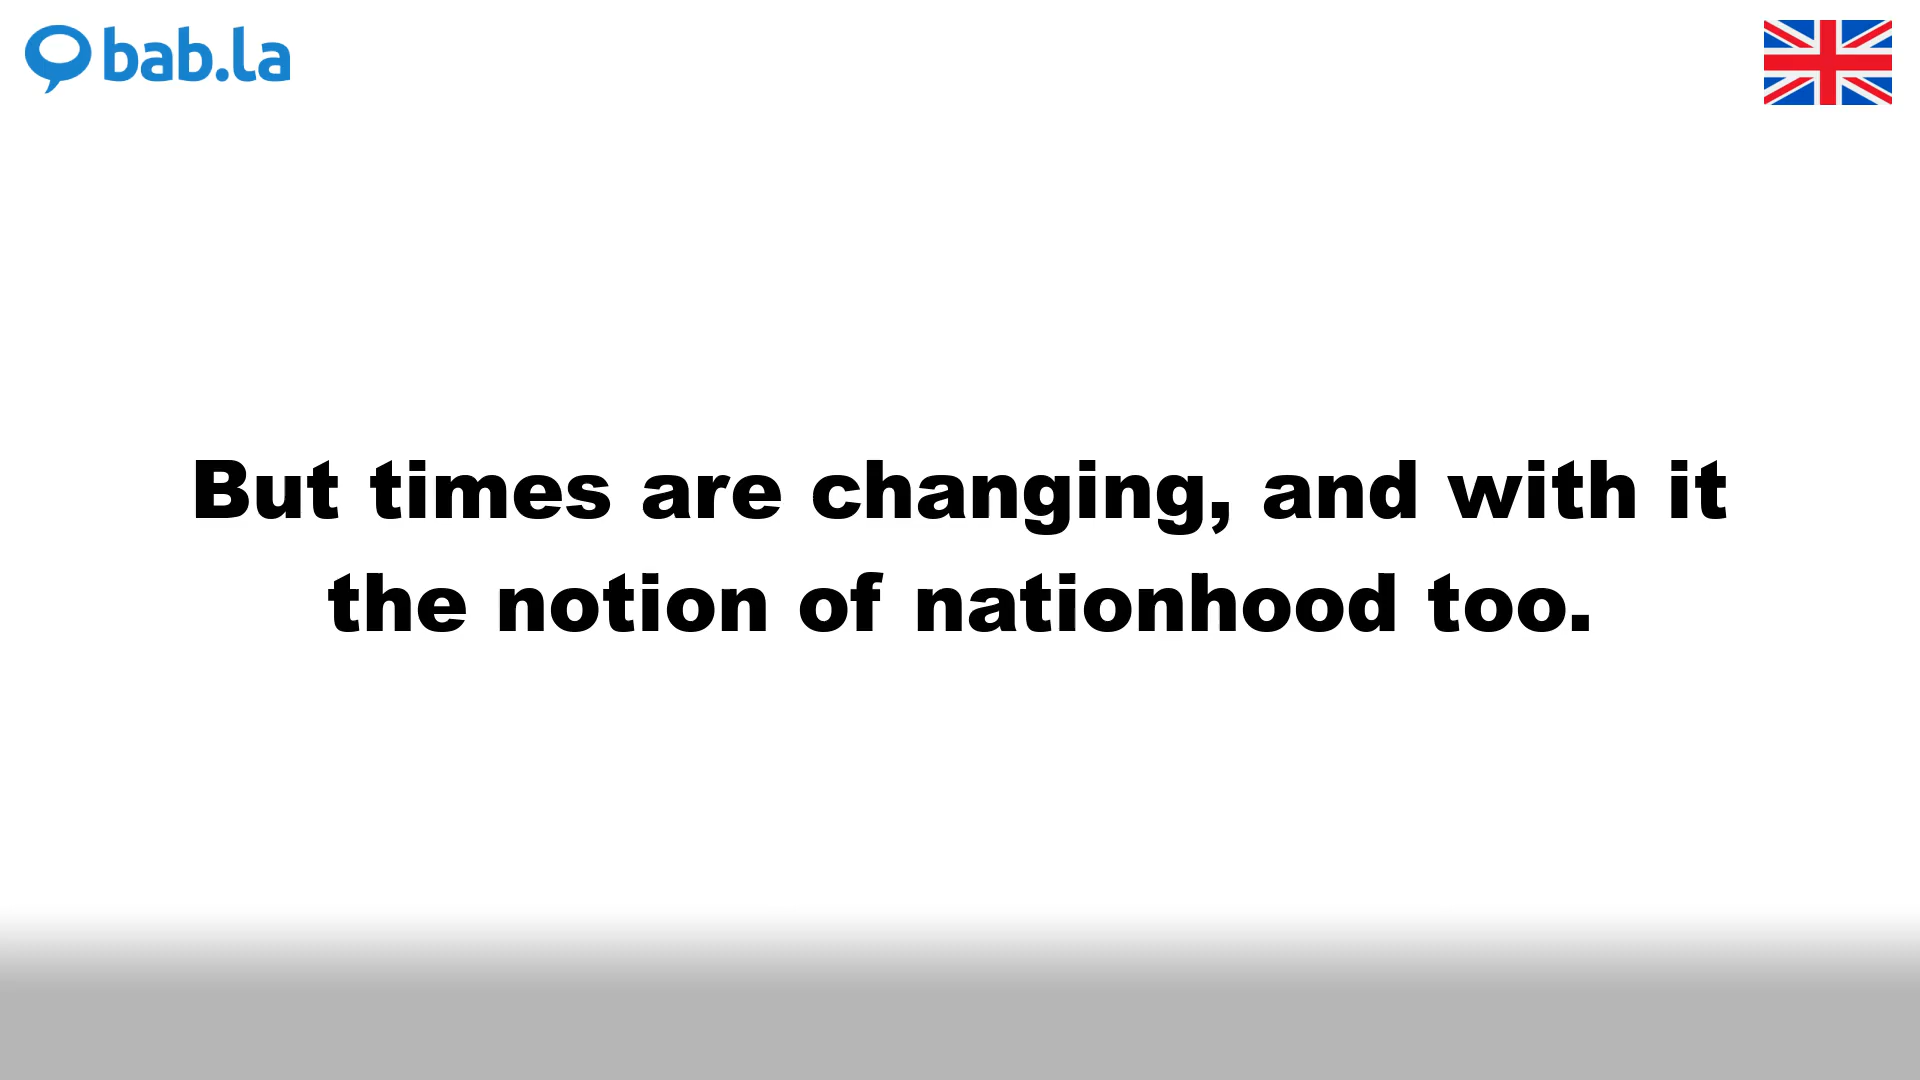 bab.la
But times are changing, and with it
the notion of nationhood too.